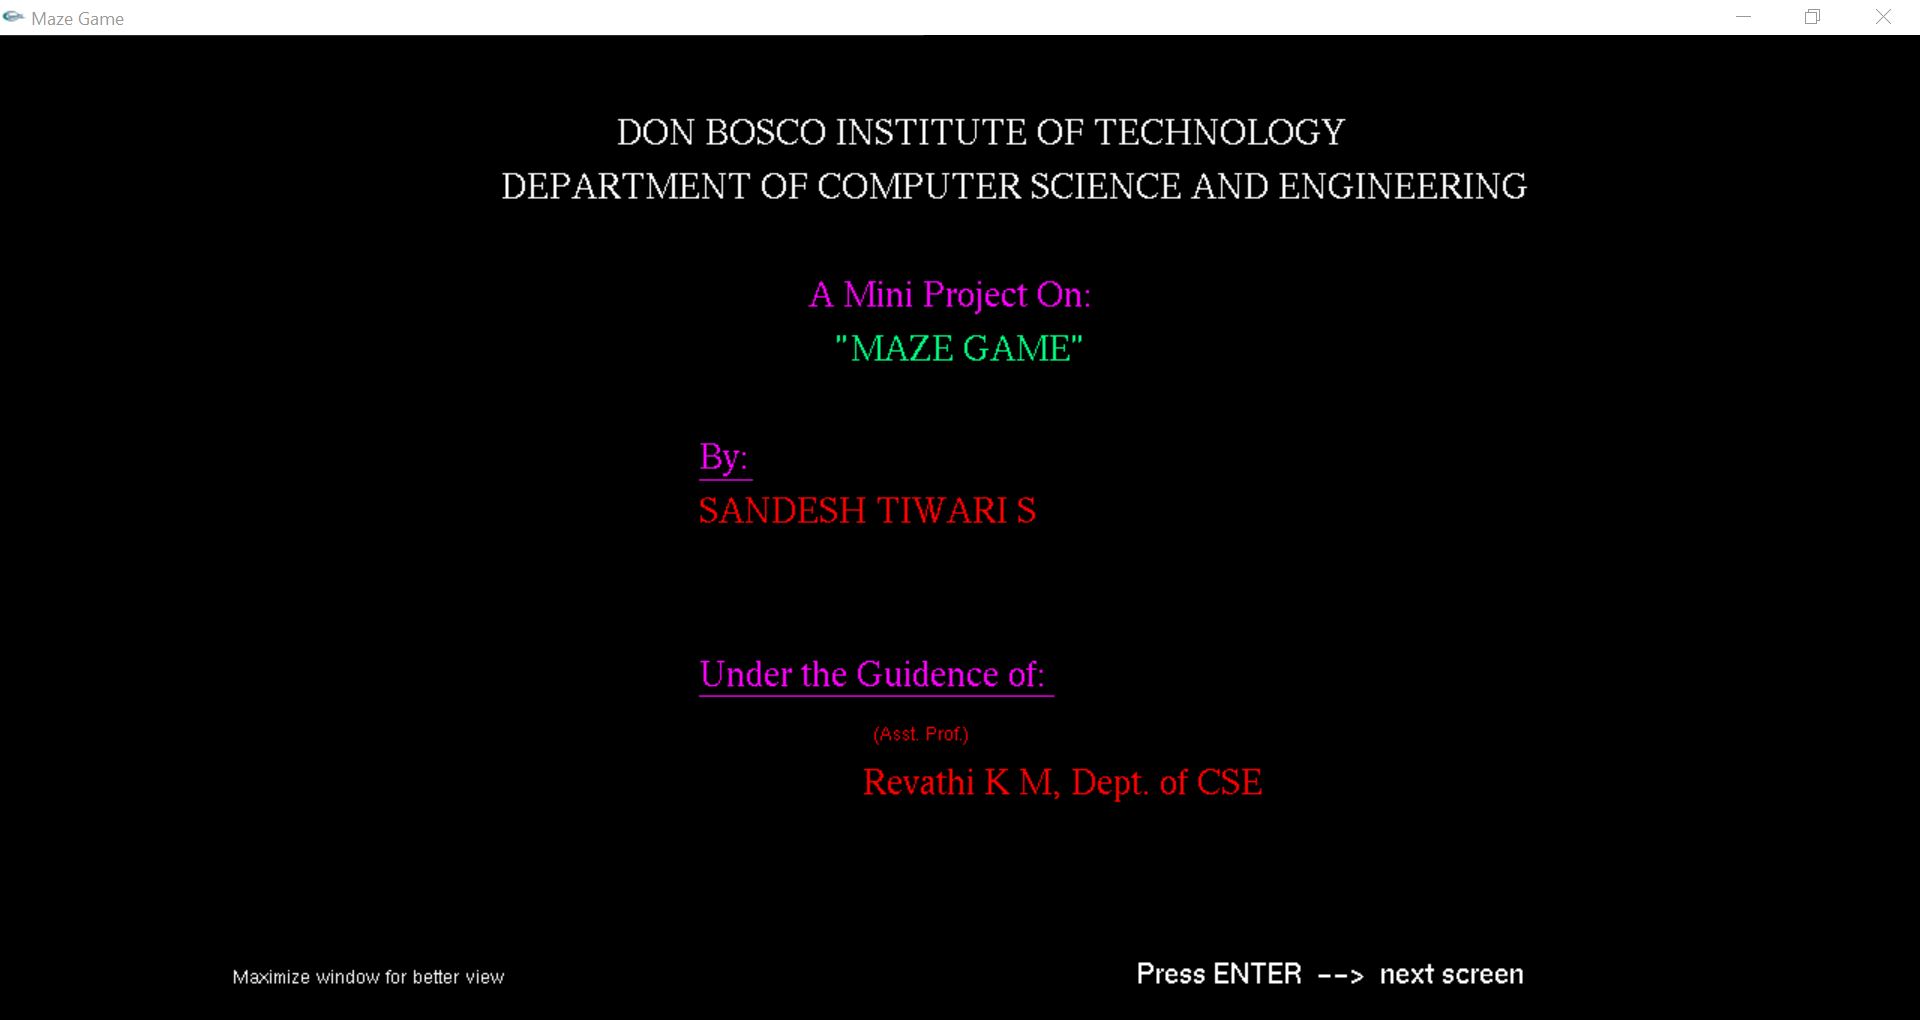 Maze Game
DON BOSCO INSTITUTE OF TECHNOLOGY
DEPARTMENT OF COMPUTER SCIENCE AND ENGINEERING
A Mini Project On:
"MAZE GAME"
By:
SANDESH TIWARI S
Under the Guidence of:
(Asst. Prof.)
Revathi K M, Dept. of CSE
Maximize window for better view
Press ENTER --> next screen